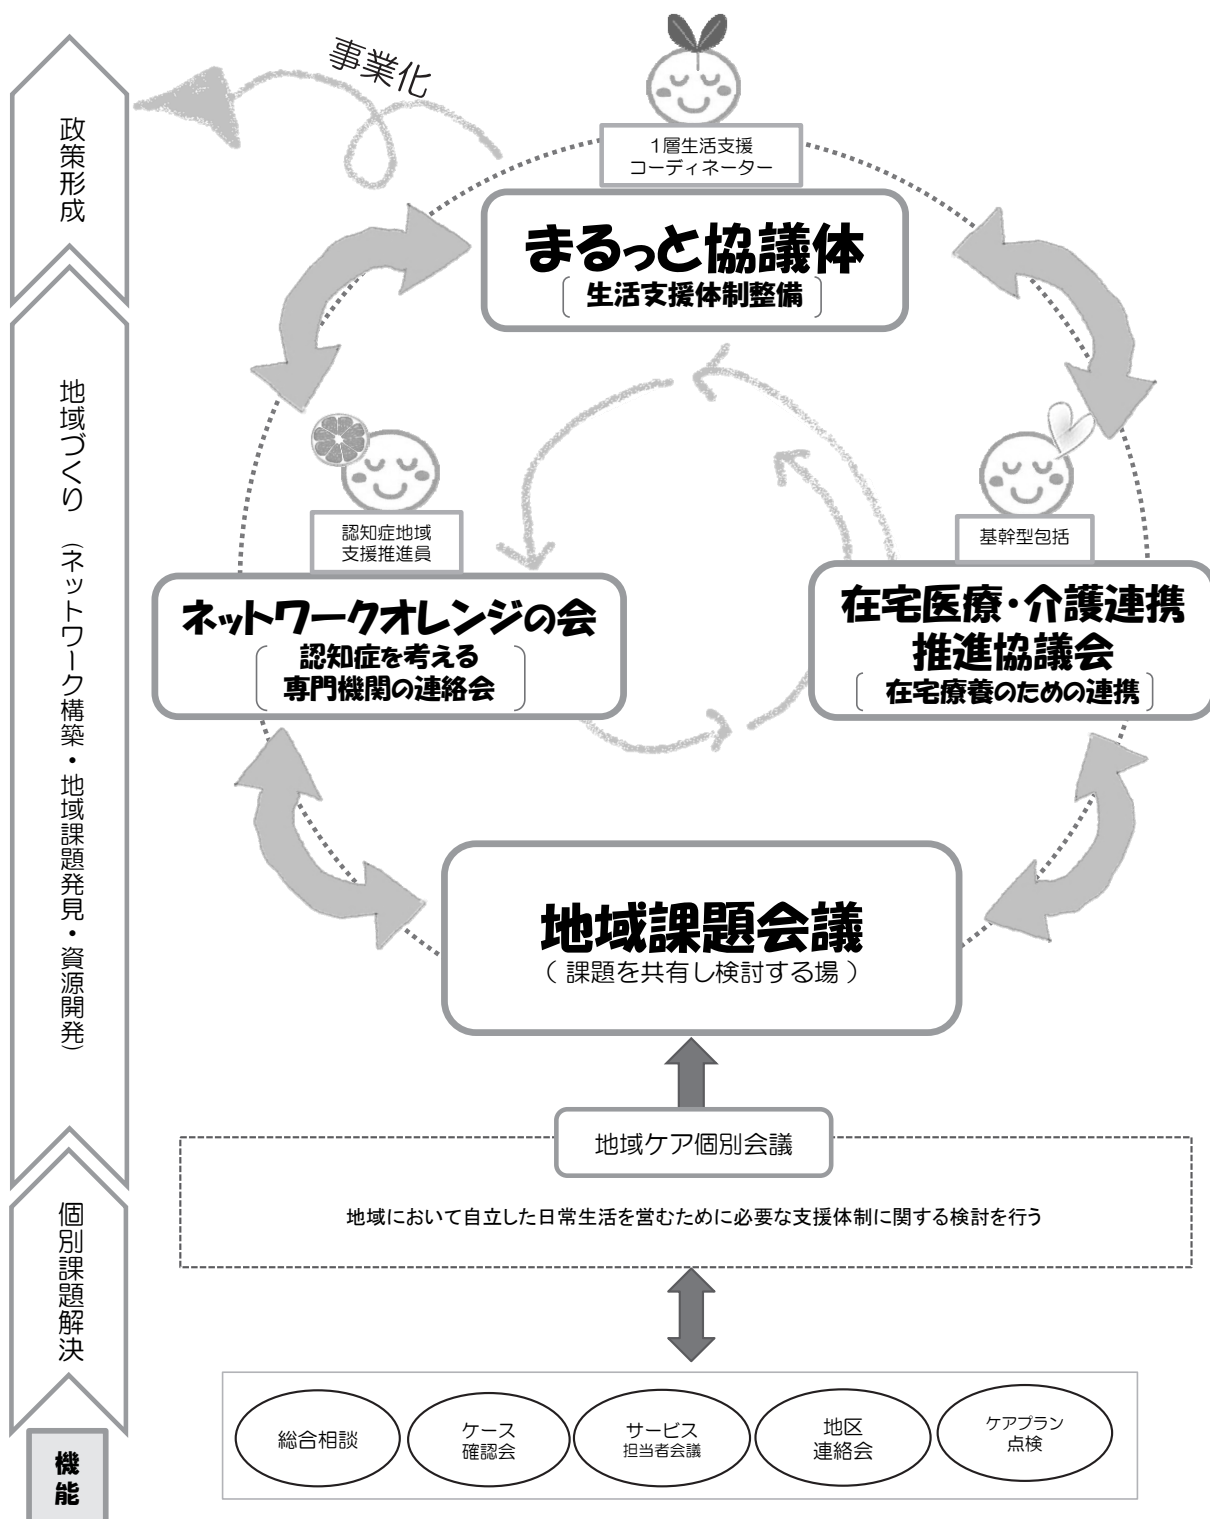 事業化
1層生活支援
コーディネーター
まるっと協議体
生活支援体制整備
認知症地域
支援推進員
ネットワークオレンジの会
認知症を考える
専門機関の連絡会
基幹型包括
在宅医療・介護連携
推進協議会
在宅療養のための連携
地域課題会議
（課題を共有し検討する場）
地域ケア個別会議
地域において自立した日常生活を営むために必要な支援体制に関する検討を行う
総合相談
ケース
確認会
サービス
担当者会議
地区
連絡会
ケアプラン
点検
政策形成
地域づくり（ネットワーク構築・地域課題発見・資源開発）
個別課題解決
機能